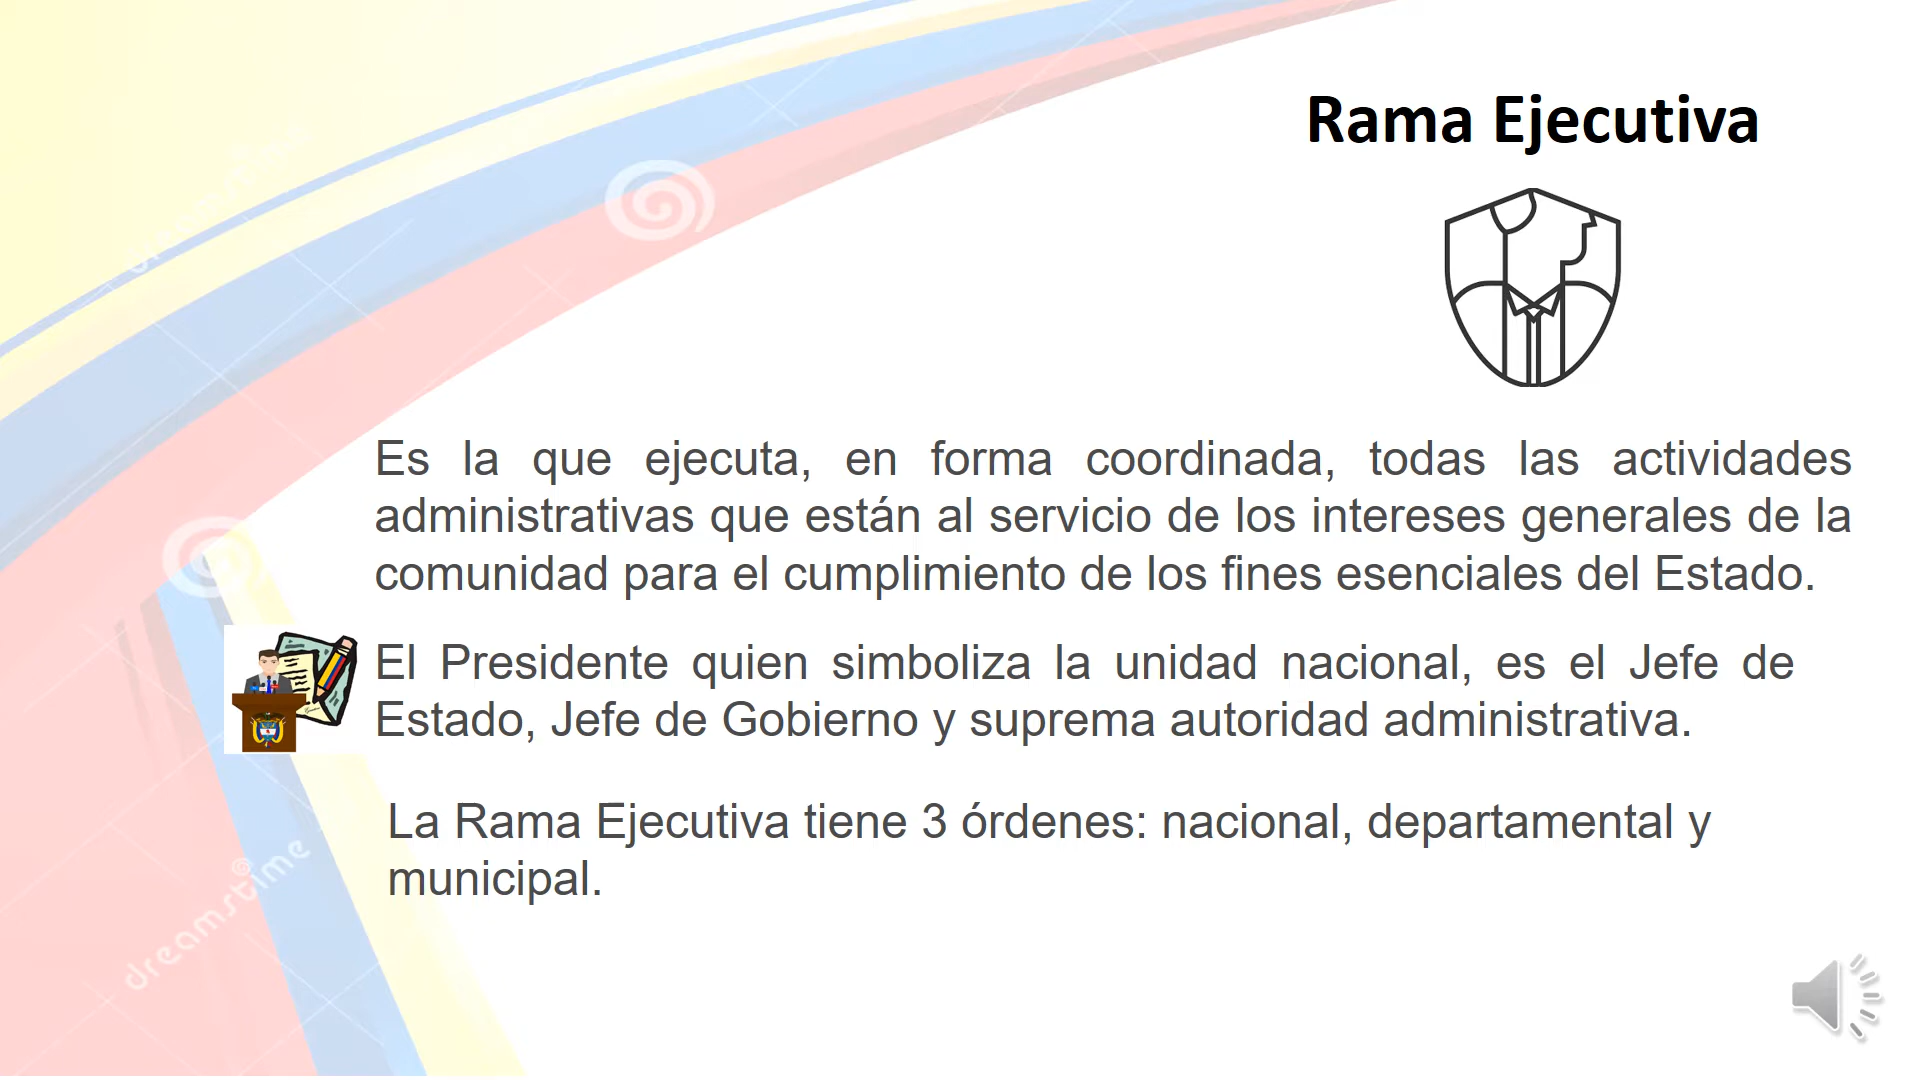 Rama Ejecutiva
Es la que ejecuta, en forma coordinada, todas las actividades
administrativas que están al servicio de los intereses generales de la
comunidad para el cumplimiento de los fines esenciales del Estado.
El Presidente quien simboliza la unidad nacional, es el Jefe de
Estado, Jefe de Gobierno y suprema autoridad administrativa.
La Rama Ejecutiva tiene 3 órdenes: nacional, departamental y
municipal.
dreamstime
dreamstime